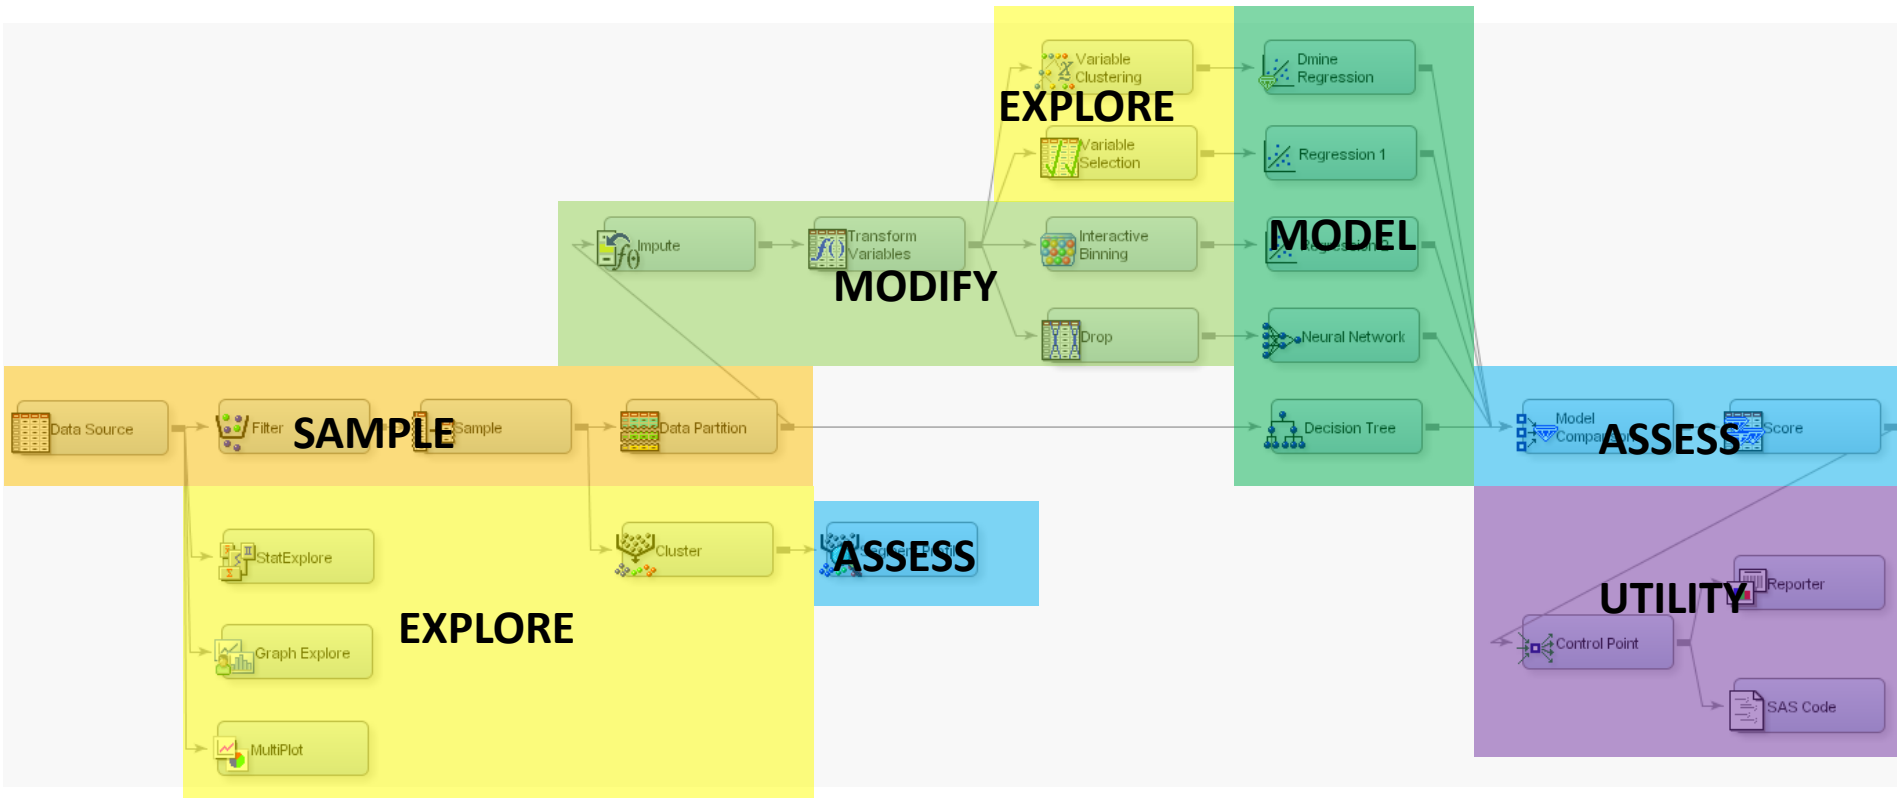 Variable
Clustering
EXPLORE
Variable
Selection
Dmine
Regression
Regression 1
MODEL
Impute
Transform
Variables
MODIFY
Interactive
Binning
Drop
Neural Network
Data Source
Filter
SAMPLE
Sample
Data Partition
Decision Tree
Model
ASSESS
Score
StatExplore
Cluster
ASSESS
EXPLORE
Graph Explore
MultiPlot
UTILITY
Reporter
Control Point
SAS Code